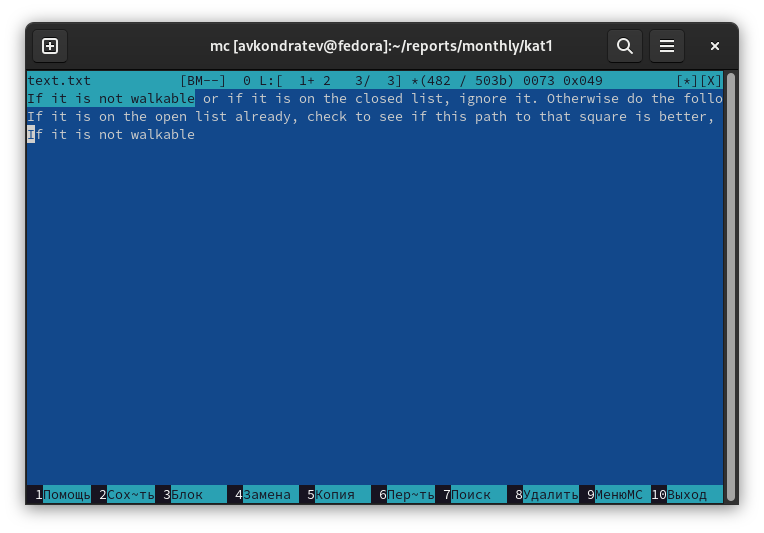 mc [avkondratev@fedora]:~/reports/monthly/kat1
text.txt [BM--] 0 L:[ 1+ 2 3/ 3] *(482 / 503b) 0073 0x049 [*][X]
If it is not walkable or if it is on the closed list, ignore it. Otherwise do the follo
If it is on the open list already, check to see if this path to that square is better,
If it is not walkable
1Помощь 2Сох~ть 3Блок 4Замена 5Копия 6Пер~ть 7Поиск 8Удалить 9МенюМС 10Выход